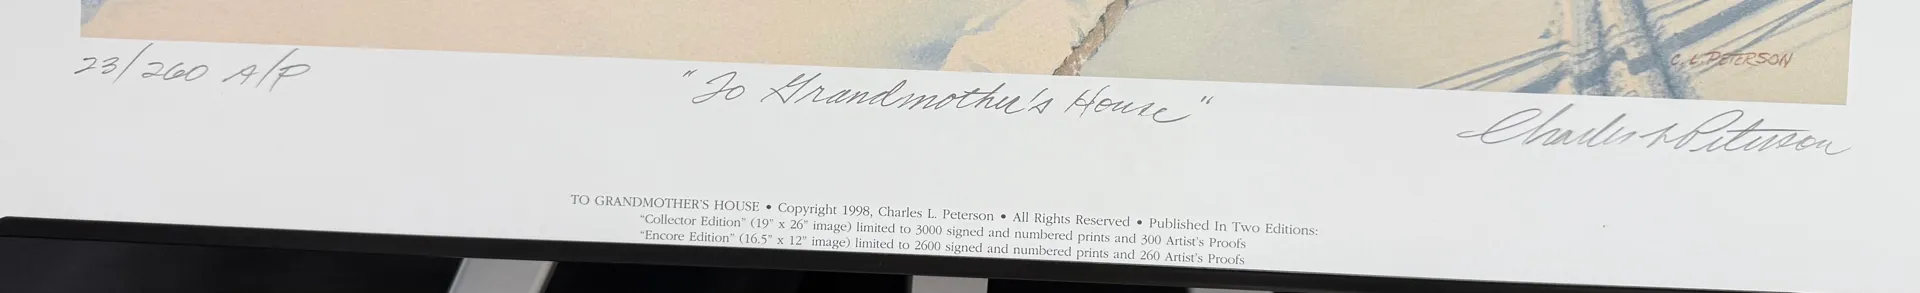 C. L. PETERSON
23/260 A/P
"To Grandmother's House"
Charles L Peterson
TO GRANDMOTHER'S HOUSE • Copyright 1998, Charles L. Peterson • All Rights Reserved • Published In Two Editions:
"Collector Edition" (19" x 26" image) limited to 3000 signed and numbered prints and 300 Artist's Proofs
"Encore Edition" (16.5" x 12" image) limited to 2600 signed and numbered prints and 260 Artist's Proofs